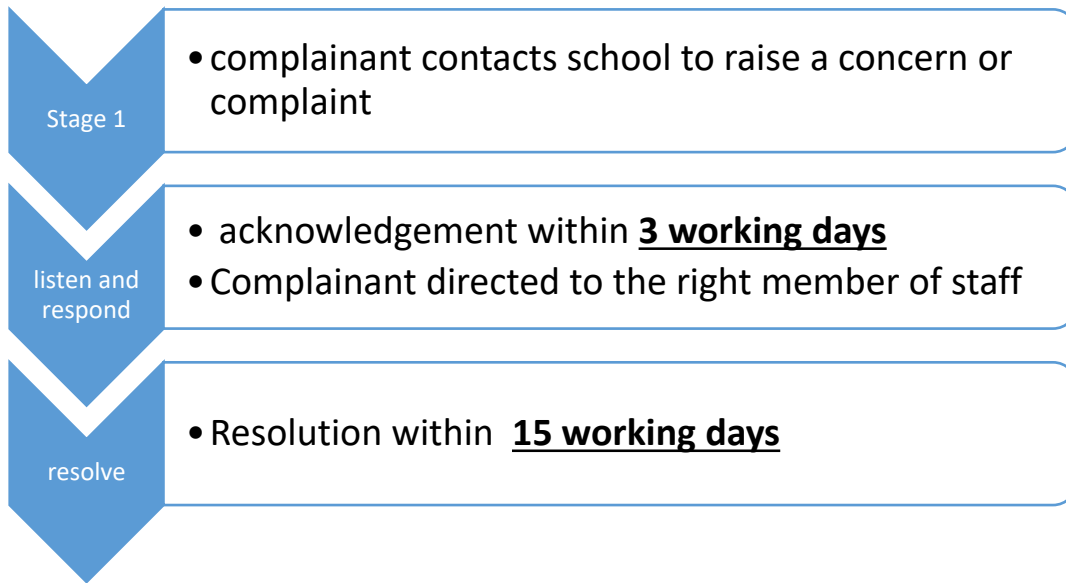 Stage 1
•complainant contacts school to raise a concern or
complaint
listen and
respond
• acknowledgement within 3 working days
•Complainant directed to the right member of staff
resolve
•Resolution within 15 working days